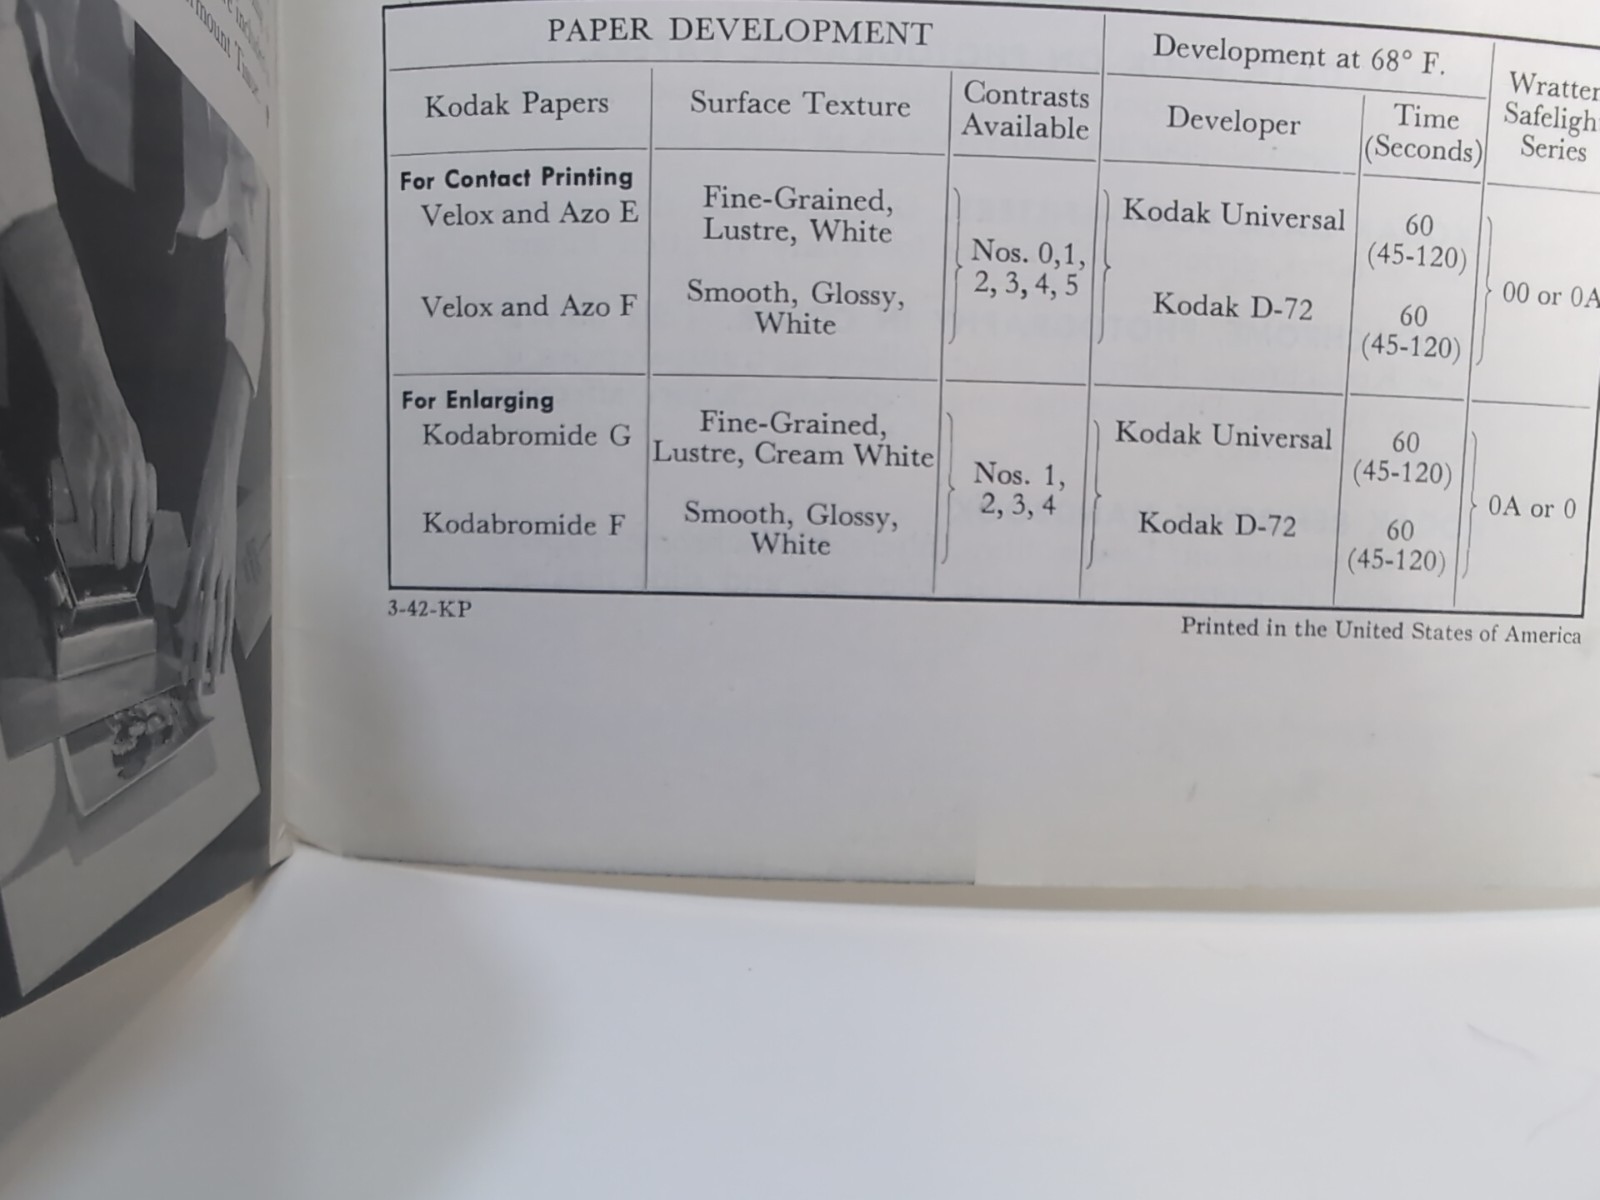 PAPER DEVELOPMENT
Development at 68° F.
Kodak Papers
Surface Texture
Contrasts
Available
Developer
Time
(Seconds)
Series
For Contact Printing
Velox and Azo E
Fine-Grained,
Lustre, White
Nos. 0,1,
2, 3, 4, 5
Kodak Universal
60
(45-120)
00 or 0A
Velox and Azo F
Smooth, Glossy,
White
Kodak D-72
60
(45-120)
For Enlarging
Kodabromide G
Fine-Grained,
Lustre, Cream White
Nos. 1,
2, 3, 4
Kodak Universal
60
(45-120)
0A or 0
Kodabromide F
Smooth, Glossy,
White
Kodak D-72
60
(45-120)
3-42-KP
Printed in the United States of America